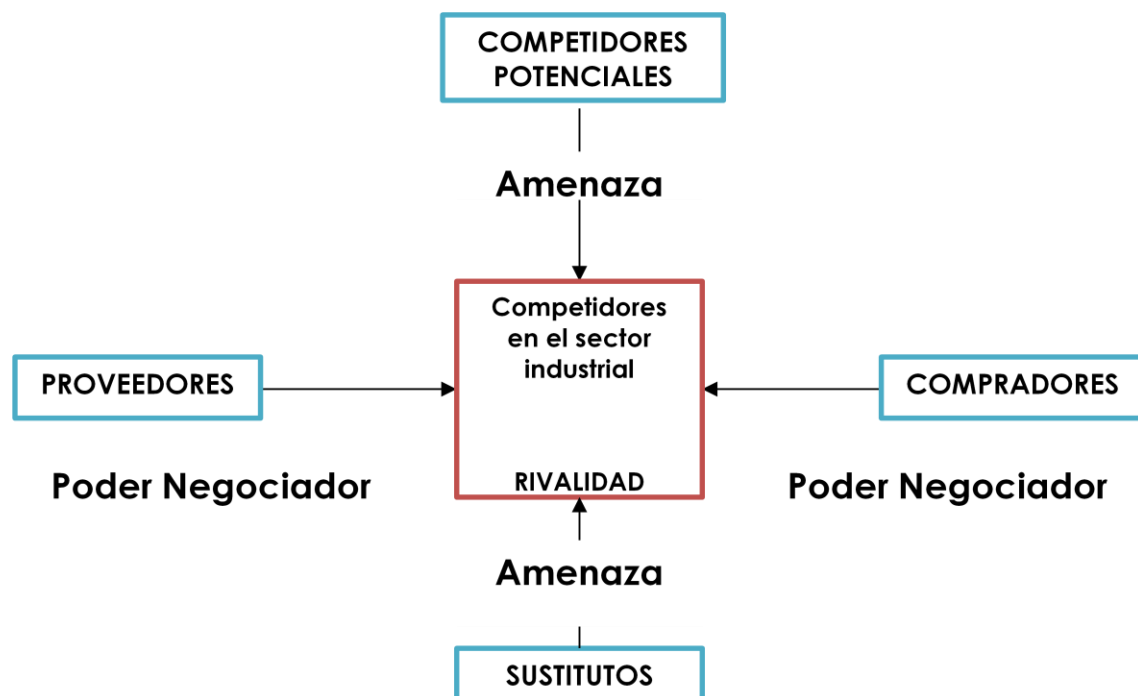 COMPETIDORES
POTENCIALES
Amenaza
Competidores
en el sector
industrial
PROVEEDORES
COMPRADORES
Poder Negociador
RIVALIDAD
Poder Negociador
Amenaza
SUSTITUTOS